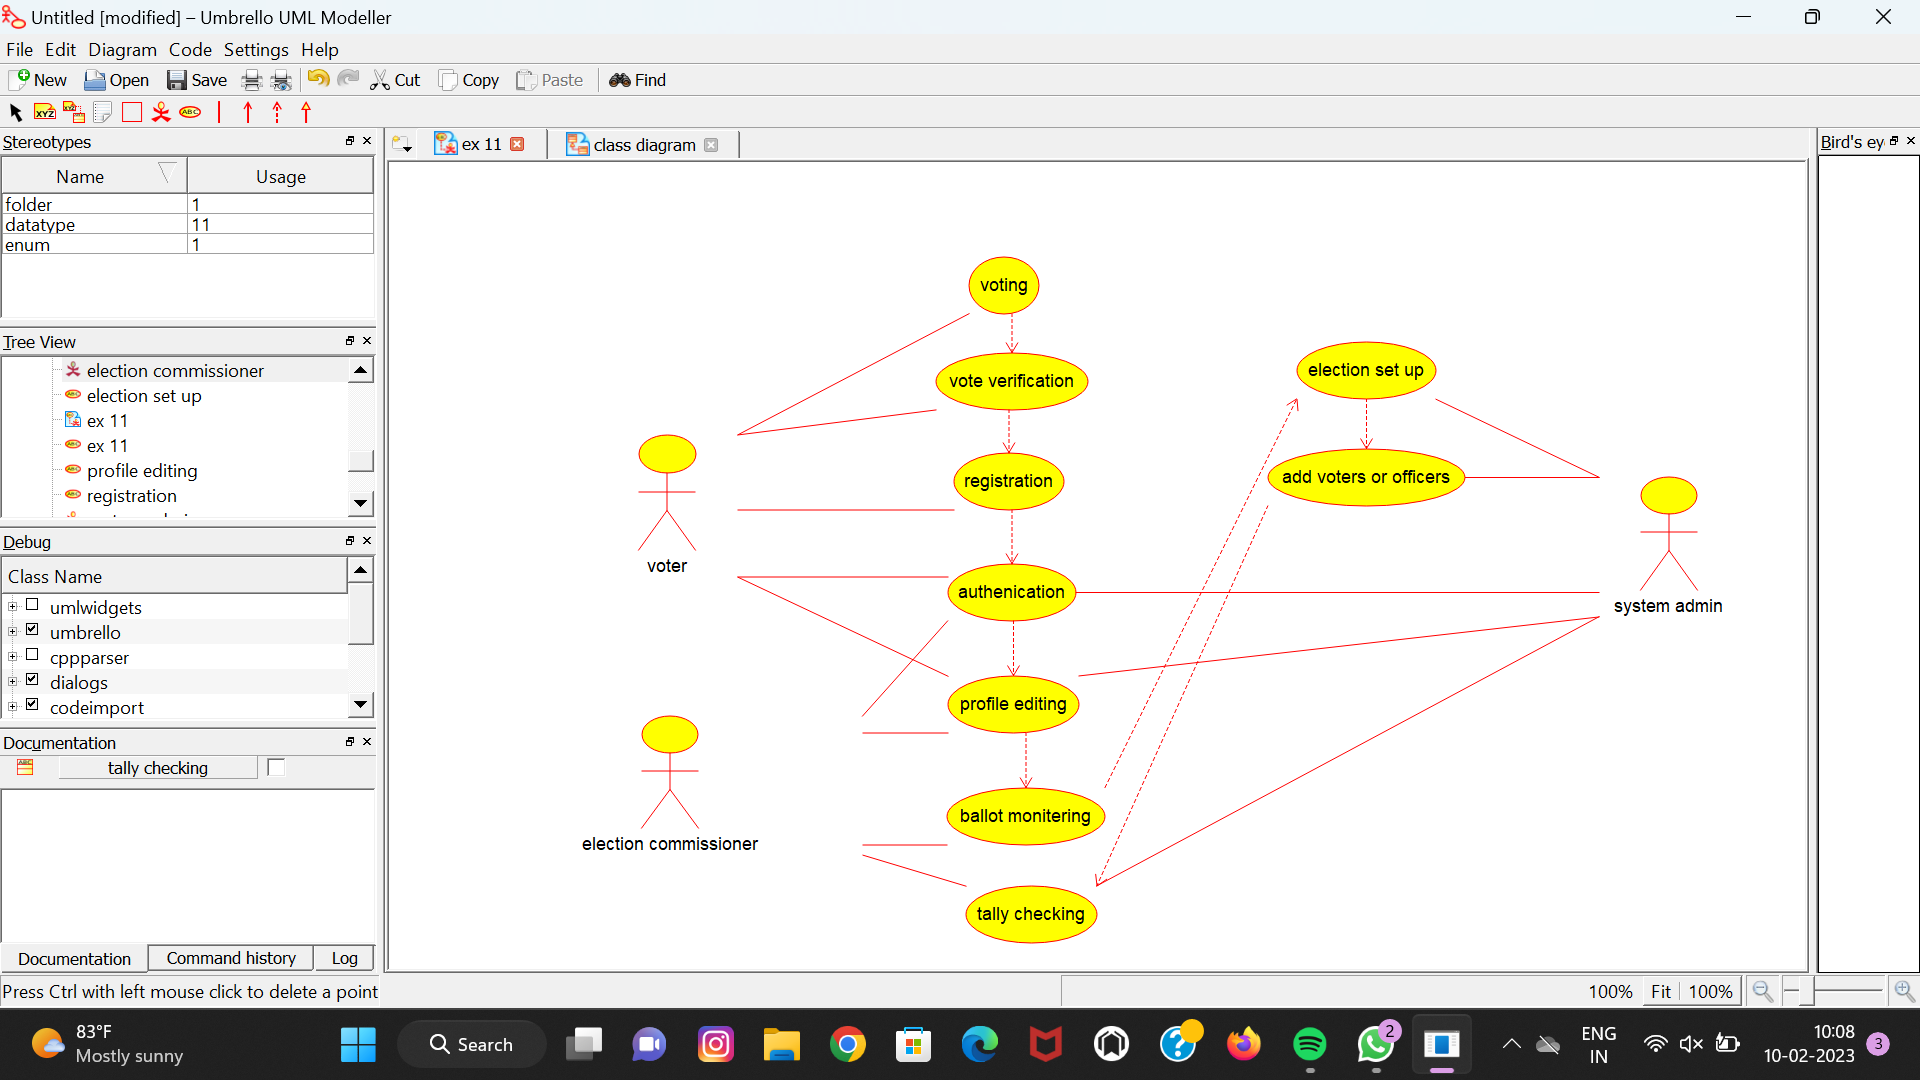 Untitled [modified] – Umbrello UML Modeller
File Edit Diagram Code Settings Help
New Open Save Cut Copy Paste Find
XYZ XYZ ABC
Stereotypes
Name Usage
folder 1
datatype 11
enum 1
Tree View
election commissioner
election set up
ex 11
ex 11
profile editing
registration
Debug
Class Name
umlwidgets
umbrello
cppparser
dialogs
codeimport
Documentation
tally checking
Documentation Command history Log
Press Ctrl with left mouse click to delete a point
ex 11 class diagram
voting
vote verification
registration
authenication
profile editing
ballot monitering
tally checking
election set up
add voters or officers
voter
election commissioner
system admin
Bird's ey
100% Fit 100%
83°F
Mostly sunny
Search
2
ENG
IN
10:08
10-02-2023
3